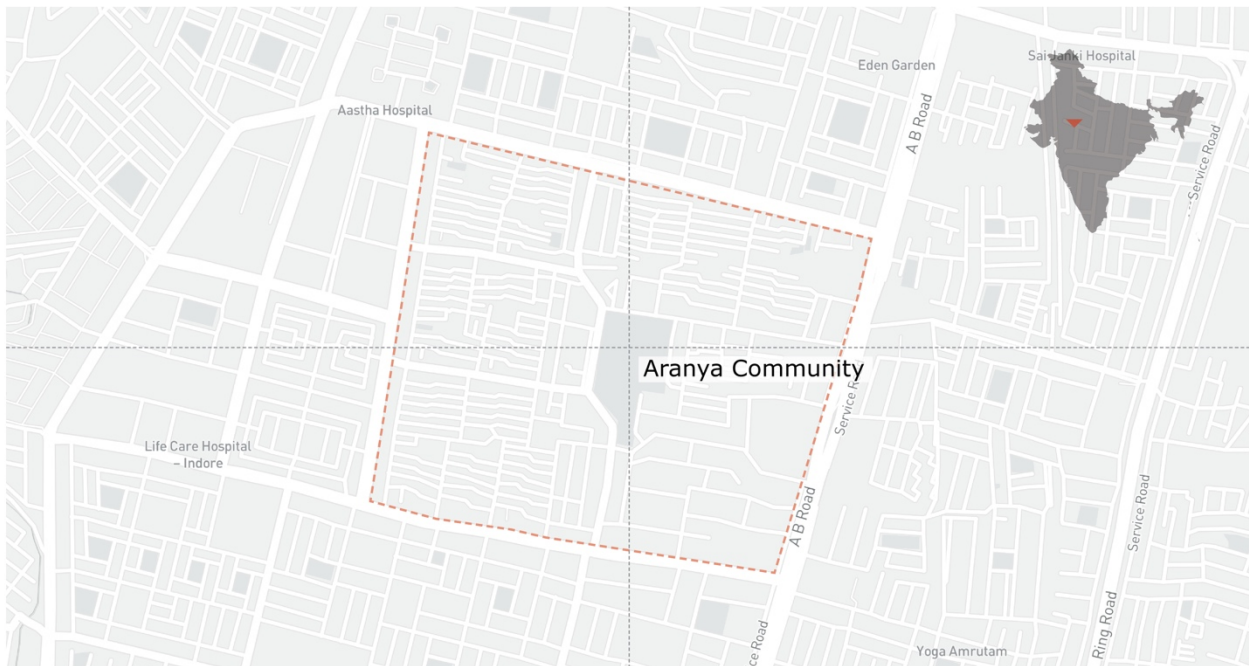 Sai Janki Hospital
Eden Garden
Aastha Hospital
A B Road
Service Road
Aranya Community
Service Road
Life Care Hospital
– Indore
A B Road
Service Road
Ring Road
Yoga Amrutam